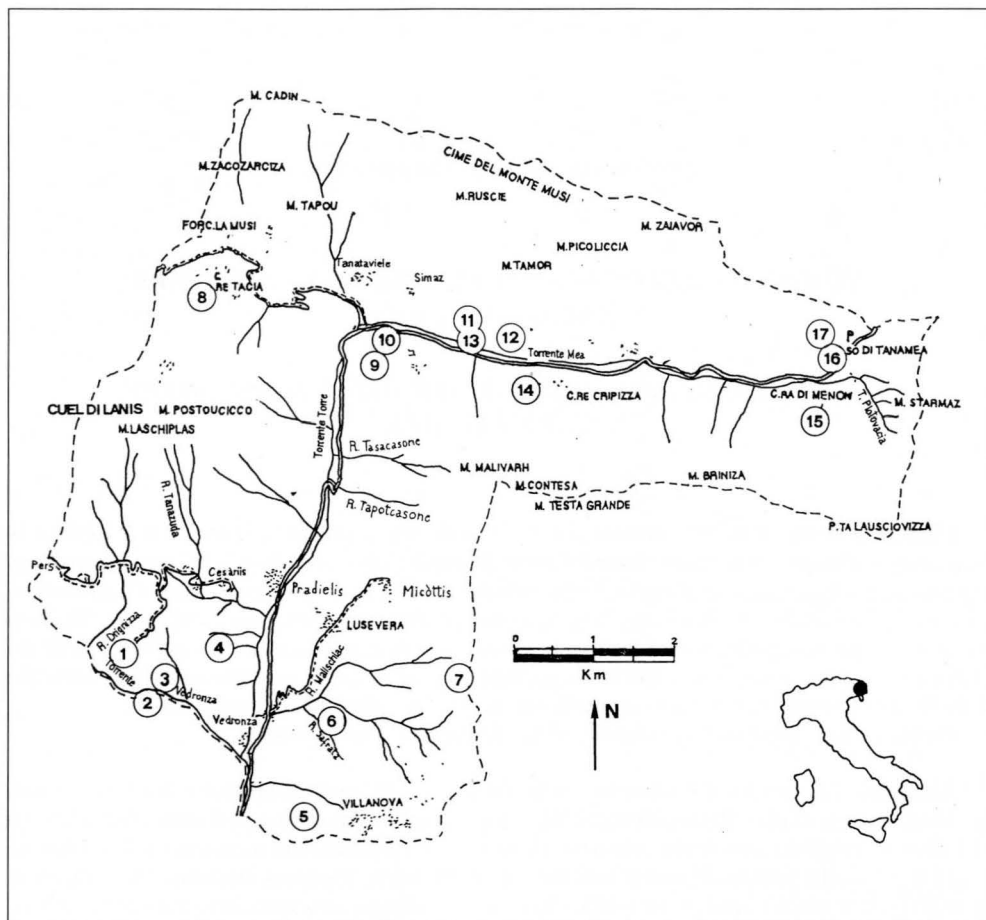 M. CADIN
CIME DEL MONTE MUSI
M.ZACOZARCIZA
M.RUSCIE
M. TAPOU
FORC.LA MUSI
M. ZAIAVOR
M.PICOLICCIA
Tanataviele
M.TAMOR
Simaz
C.RE TACIA
8
11
17
P.
SO DI TANAMEA
10
13
12
16
9
Torrente Mea
14
C.RE CRIPIZZA
C.RA DI MENON
T. Plotovacia
M. STARMAZ
15
CUEL DI LANIS
M. POSTOUCICCO
M.LASCHIPLAS
Torrente Torre
R. Tasacasone
M. MALIVARH
M. BRINIZA
M.CONTESA
M. TESTA GRANDE
R. Tanazuda
R. Tapotcasone
P.TA LAUSCIOVIZZA
Pers
Cesàriis
Pradielis
Micòttis
LUSEVERA
R. Drignizza
1
4
0 1 2
Km
Torrente
3
R. Wallschlac
7
2
Vedronza
Vedronza
6
N
5
VILLANOVA